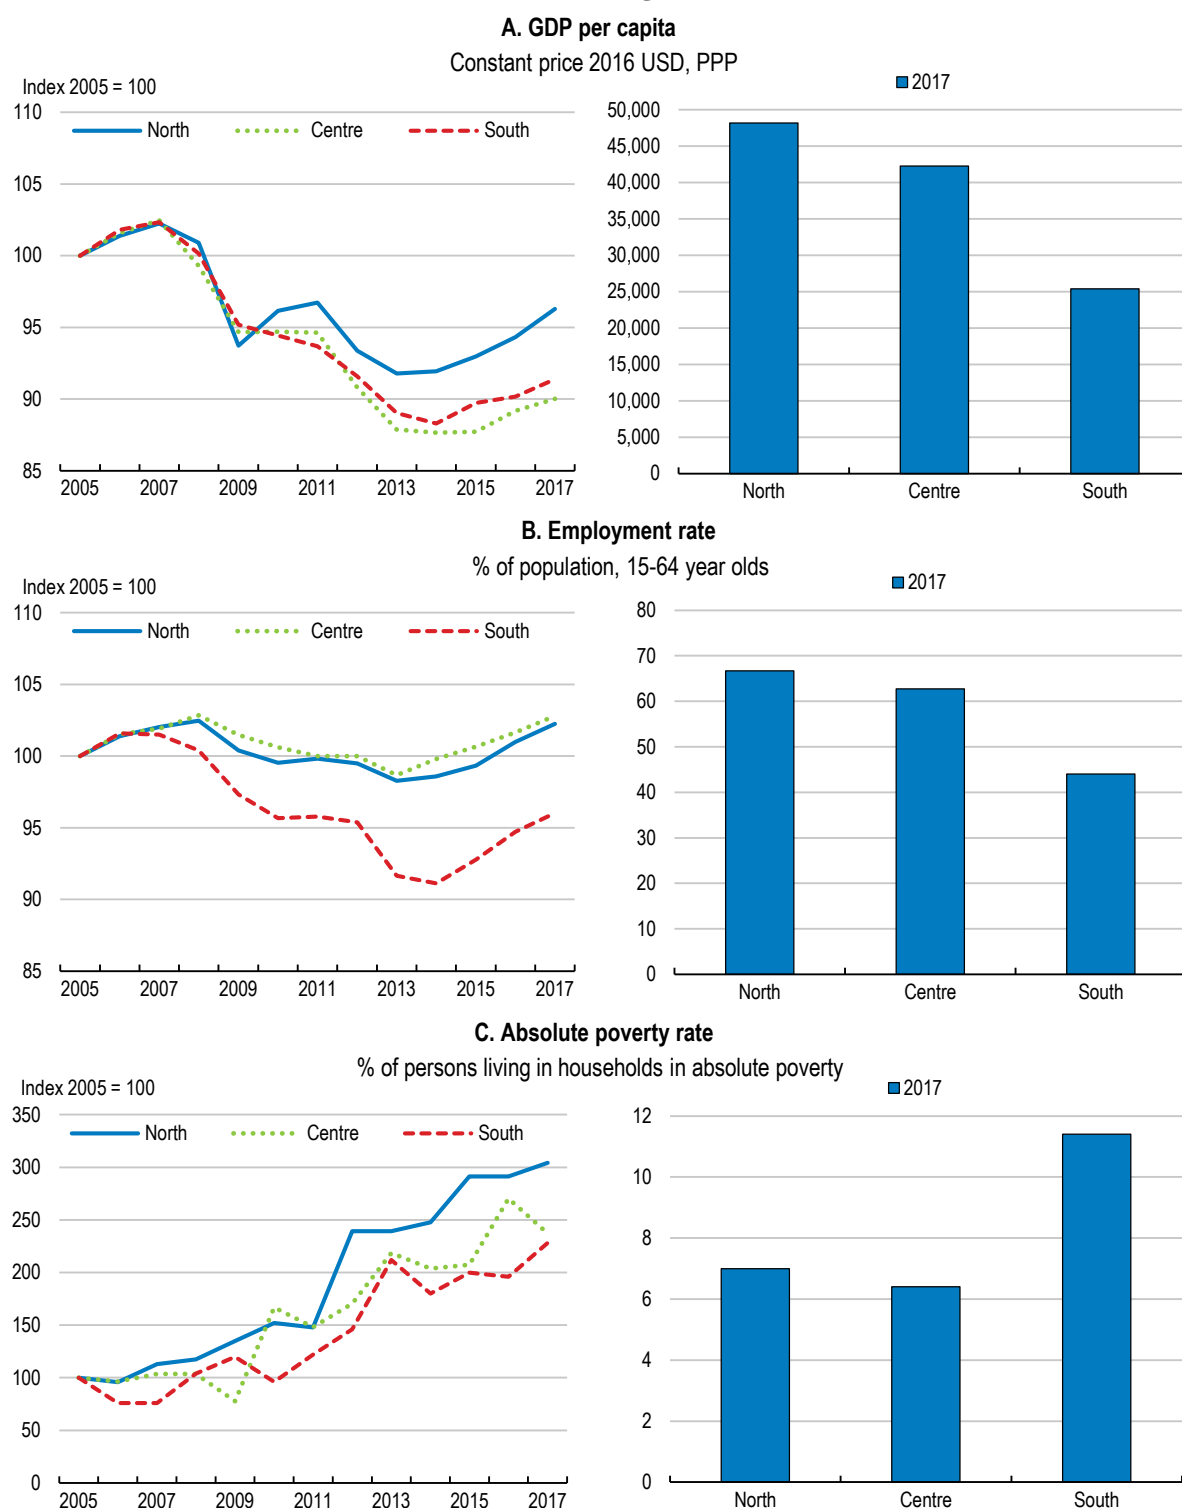 A. GDP per capita
Constant price 2016 USD, PPP
Index 2005 = 100
110
North
Centre
South
105
100
95
90
85
2005
2007
2009
2011
2013
2015
2017
2017
50,000
45,000
40,000
35,000
30,000
25,000
20,000
15,000
10,000
5,000
0
North
Centre
South
B. Employment rate
% of population, 15-64 year olds
Index 2005 = 100
110
North
Centre
South
105
100
95
90
85
2005
2007
2009
2011
2013
2015
2017
2017
80
70
60
50
40
30
20
10
0
North
Centre
South
C. Absolute poverty rate
% of persons living in households in absolute poverty
Index 2005 = 100
350
North
Centre
South
300
250
200
150
100
50
0
2005
2007
2009
2011
2013
2015
2017
2017
12
10
8
6
4
2
0
North
Centre
South